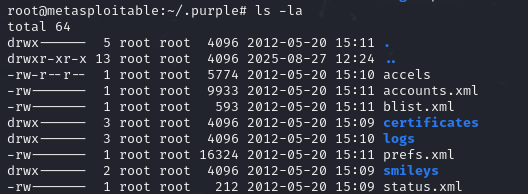 root@metasploitable:~/.purple# ls -la
total 64
drwx------ 5 root root 4096 2012-05-20 15:11 .
drwxr-xr-x 13 root root 4096 2025-08-27 12:24 ..
-rw-r--r-- 1 root root 5774 2012-05-20 15:10 accels
-rw------- 1 root root 9933 2012-05-20 15:11 accounts.xml
-rw------- 1 root root 593 2012-05-20 15:11 blist.xml
drwx------ 3 root root 4096 2012-05-20 15:09 certificates
drwx------ 3 root root 4096 2012-05-20 15:10 logs
-rw------- 1 root root 16324 2012-05-20 15:11 prefs.xml
drwx------ 2 root root 4096 2012-05-20 15:09 smileys
-rw------- 1 root root 212 2012-05-20 15:09 status.xml